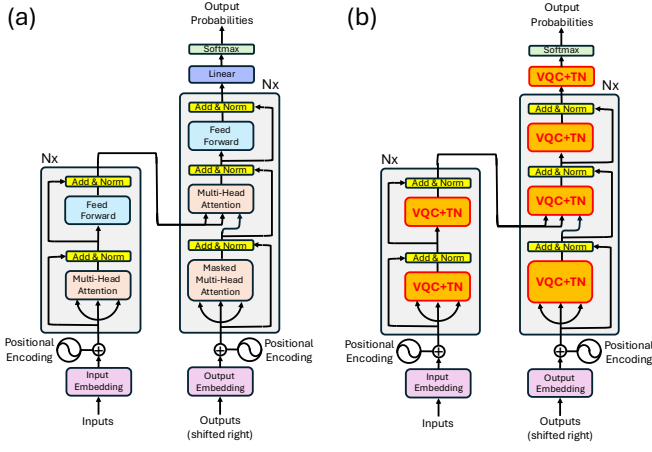 (a)
Output
Probabilities
Softmax
Linear
Nx
Add & Norm
Feed
Forward
Add & Norm
Multi-Head
Attention
Add & Norm
Masked
Multi-Head
Attention
Nx
Add & Norm
Feed
Forward
Add & Norm
Multi-Head
Attention
Positional
Encoding
Positional
Encoding
Input
Embedding
Output
Embedding
Inputs
Outputs
(shifted right)
(b)
Output
Probabilities
Softmax
VQC+TN
Nx
Add & Norm
VQC+TN
Add & Norm
VQC+TN
Add & Norm
VQC+TN
Nx
Add & Norm
VQC+TN
Add & Norm
VQC+TN
Positional
Encoding
Positional
Encoding
Input
Embedding
Output
Embedding
Inputs
Outputs
(shifted right)